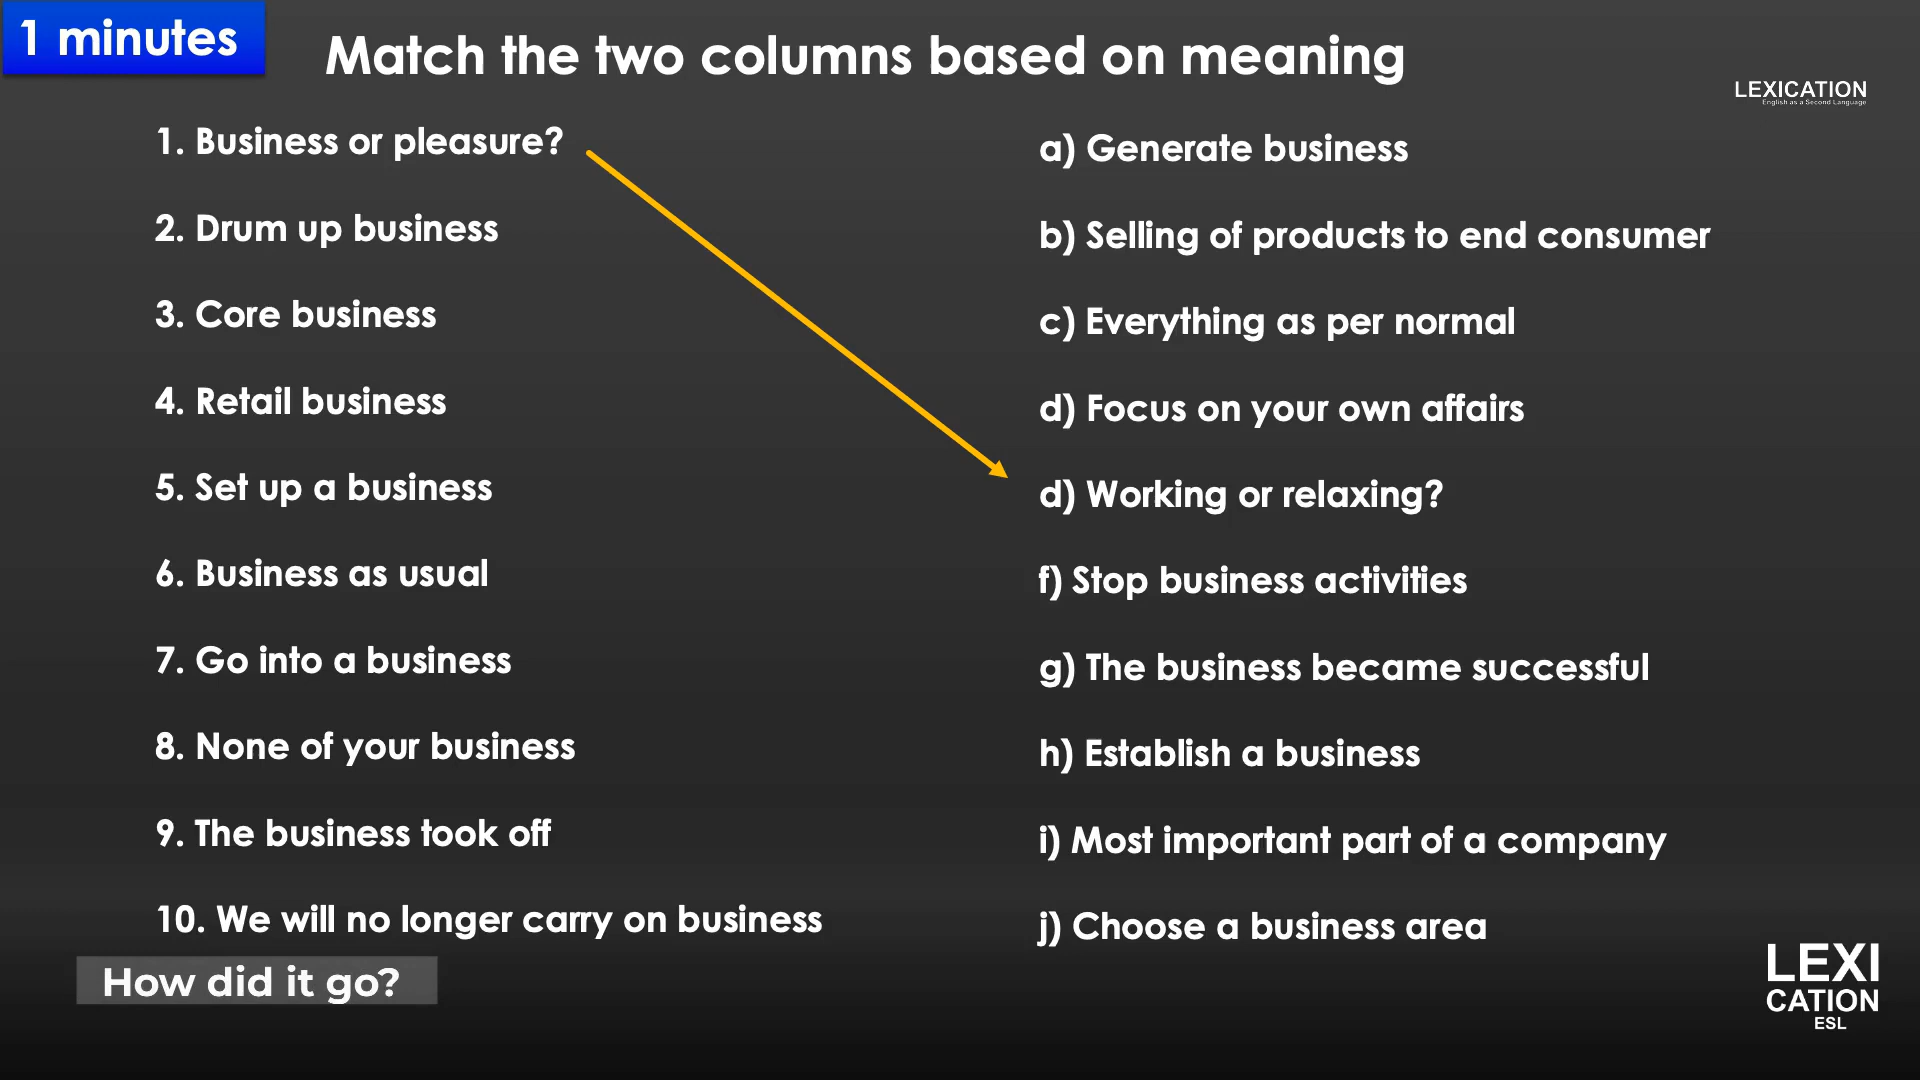 1 minutes
Match the two columns based on meaning
LEXICATION
English as a Second Language
1. Business or pleasure?
2. Drum up business
3. Core business
4. Retail business
5. Set up a business
6. Business as usual
7. Go into a business
8. None of your business
9. The business took off
10. We will no longer carry on business
a) Generate business
b) Selling of products to end consumer
c) Everything as per normal
d) Focus on your own affairs
d) Working or relaxing?
f) Stop business activities
g) The business became successful
h) Establish a business
i) Most important part of a company
j) Choose a business area
How did it go?
LEXI
CATION
ESL